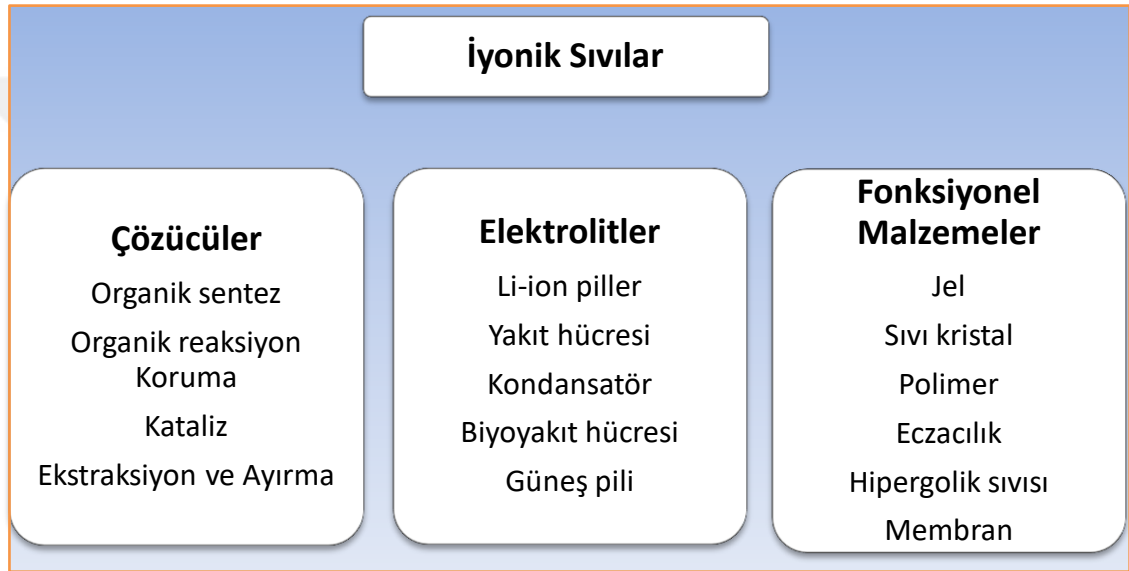 İyonik Sıvılar
Çözücüler
Organik sentez
Organik reaksiyon
Koruma
Kataliz
Ekstraksiyon ve Ayırma
Elektrolitler
Li-ion piller
Yakıt hücresi
Kondansatör
Biyoyakıt hücresi
Güneş pili
Fonksiyonel
Malzemeler
Jel
Sıvı kristal
Polimer
Eczacılık
Hipergolik sıvısı
Membran